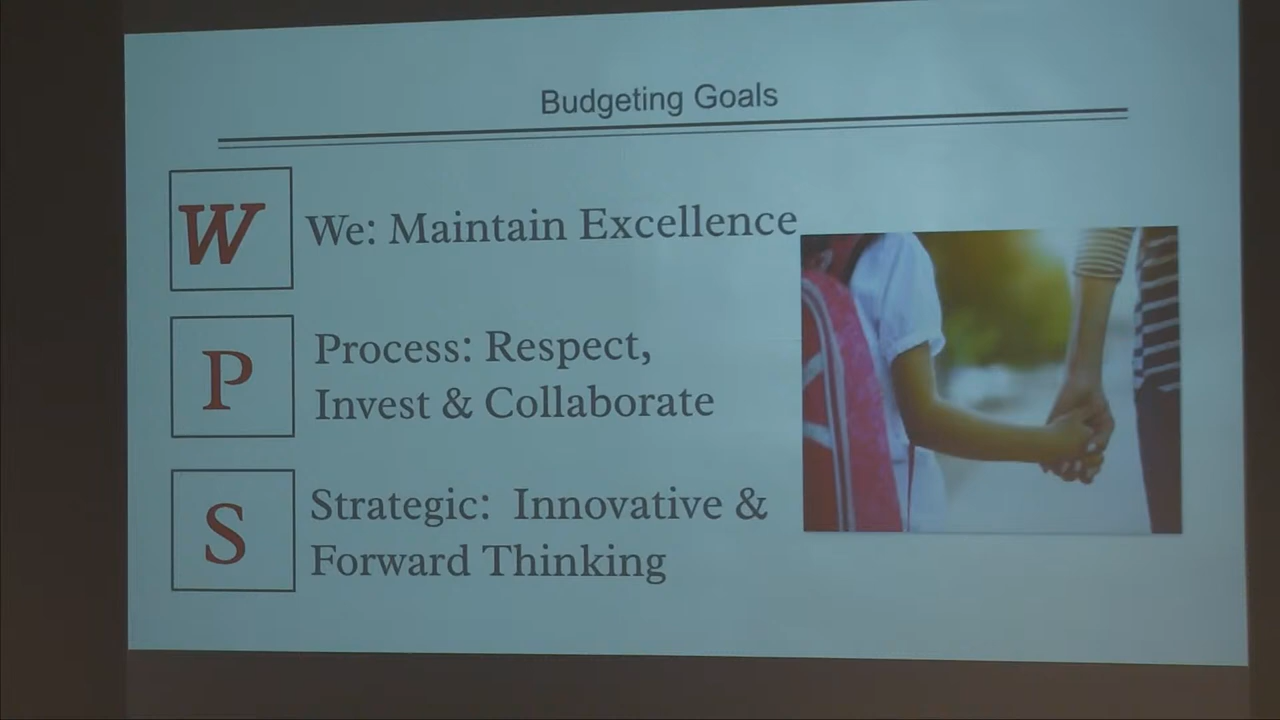 Budgeting Goals
W
We: Maintain Excellence
P
Process: Respect,
Invest & Collaborate
S
Strategic: Innovative &
Forward Thinking